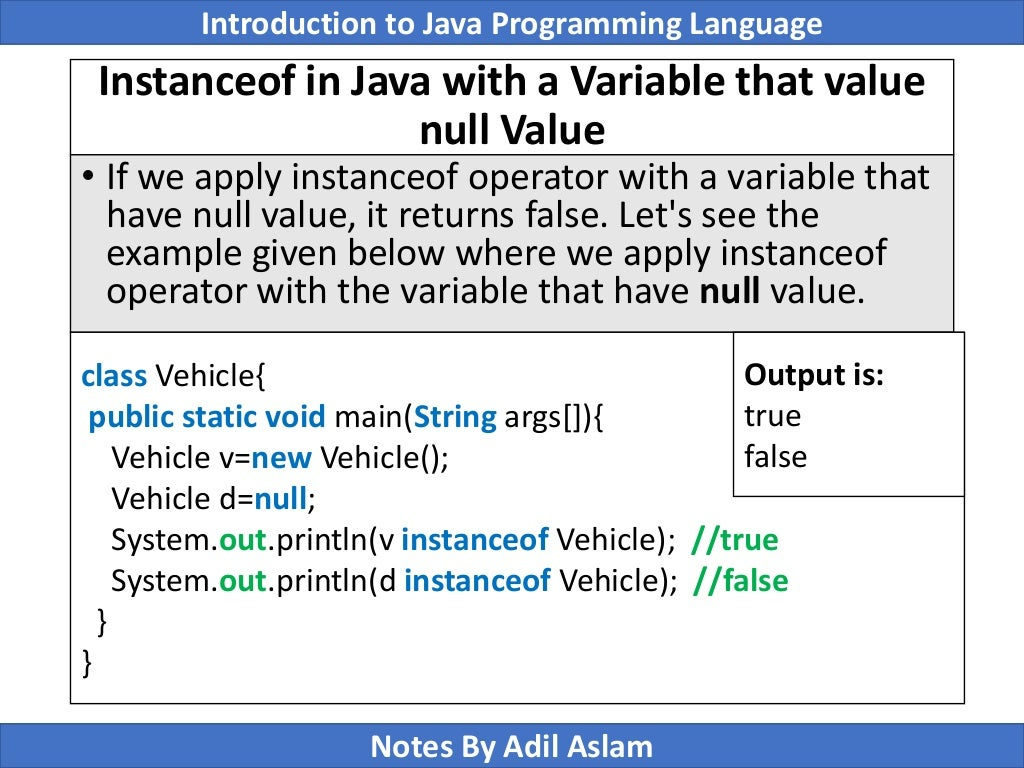 Introduction to Java Programming Language
Instanceof in Java with a Variable that value
null Value
• If we apply instanceof operator with a variable that
have null value, it returns false. Let's see the
example given below where we apply instanceof
operator with the variable that have null value.
class Vehicle{
public static void main(String args[]){
Vehicle v=new Vehicle();
Vehicle d=null;
System.out.println(v instanceof Vehicle); //true
System.out.println(d instanceof Vehicle); //false
}
}
Output is:
true
false
Notes By Adil Aslam